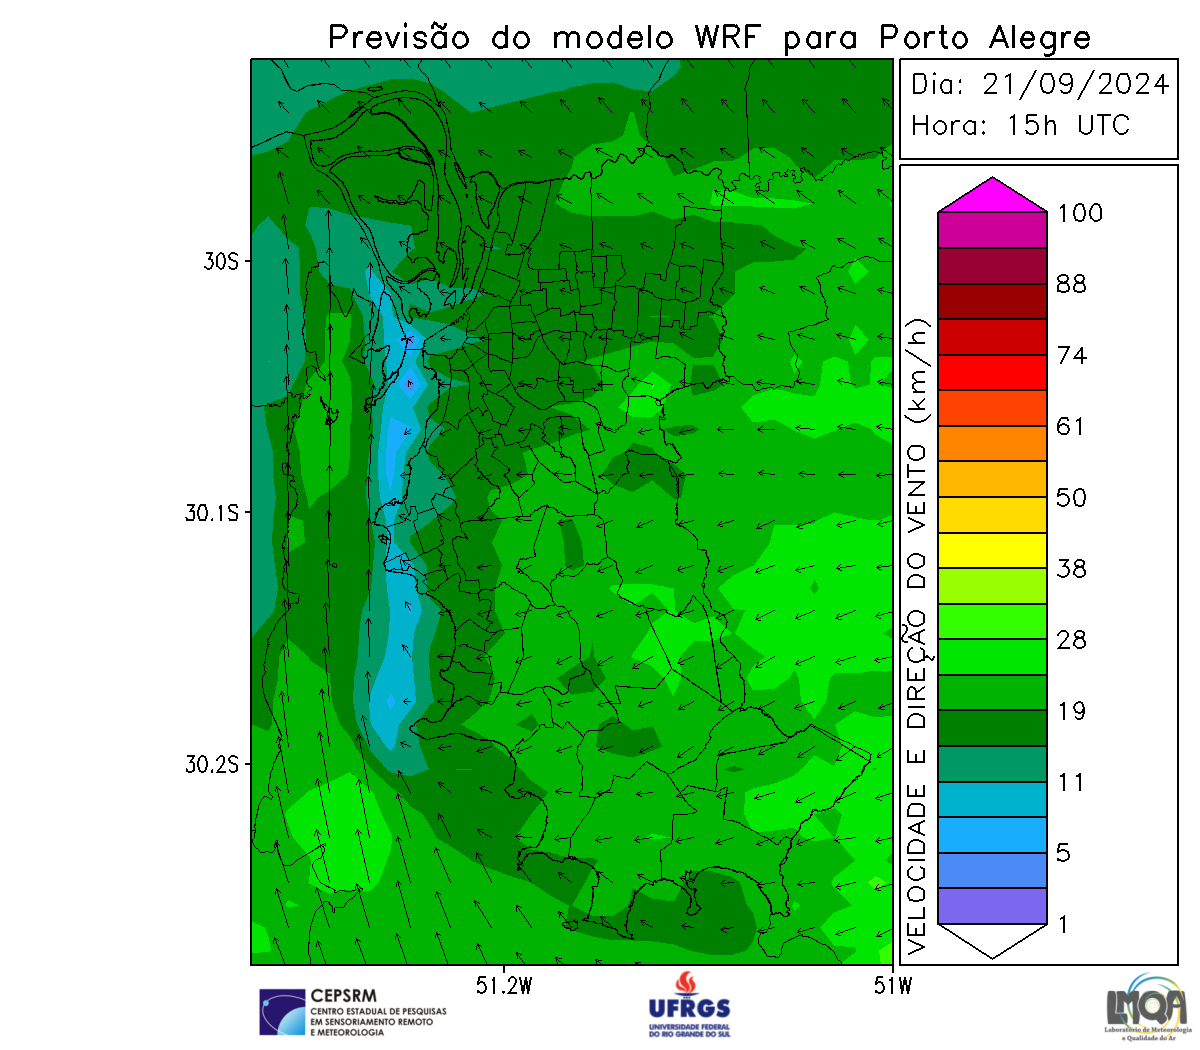 Previsão do modelo WRF para Porto Alegre
Dia: 21/09/2024
Hora: 15h UTC
30S
30.1S
30.2S
51.2W
51W
VELOCIDADE E DIREÇÃO DO VENTO (km/h)
100
88
74
61
50
38
28
19
11
5
1
CEPSRM
CENTRO ESTADUAL DE PESQUISAS
EM SENSORIAMENTO REMOTO
E METEOROLOGIA
UFRGS
UNIVERSIDADE FEDERAL
DO RIO GRANDE DO SUL
LMQA
Laboratório de Meteorologia
e Qualidade do Ar